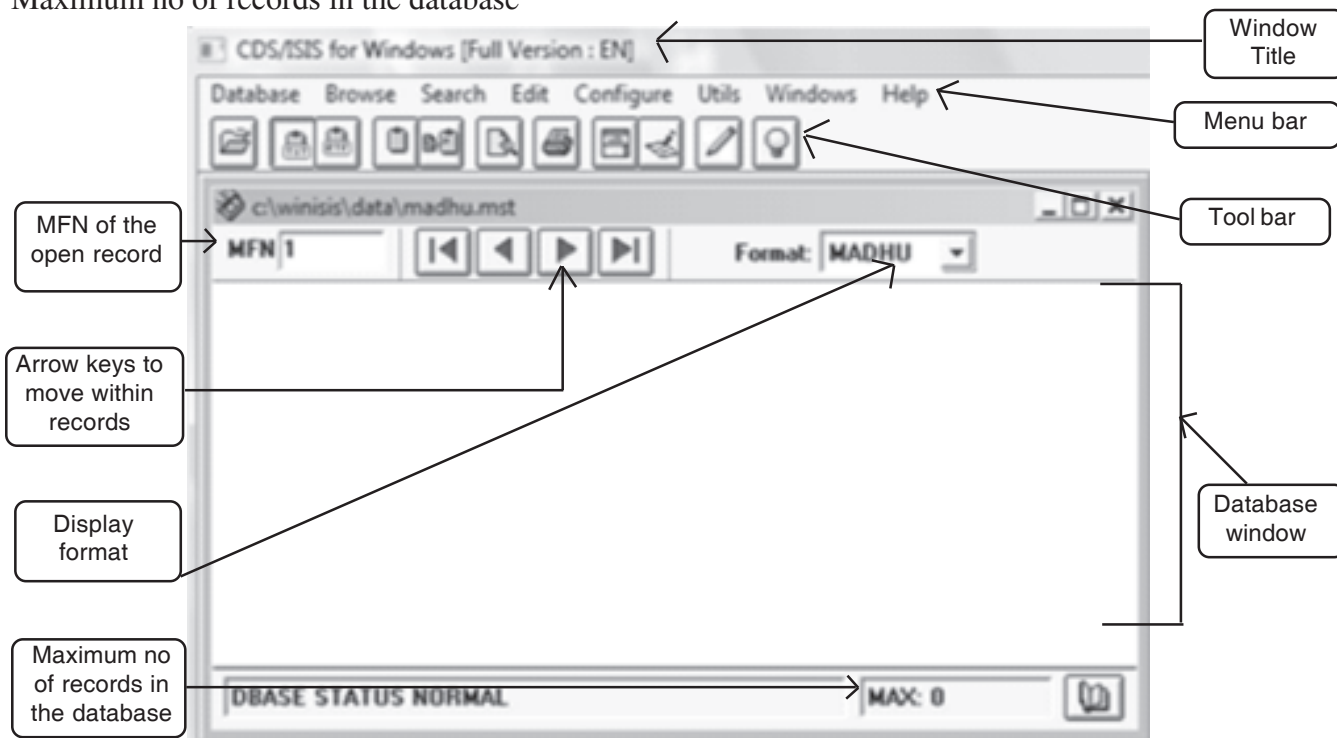 Maximum no of records in the database
CDS/ISIS for Windows [Full Version : EN]
Window
Title
Database Browse Search Edit Configure Utils Windows Help
Menu bar
c:\winisis\data\madhu.mst
Tool bar
MFN of the
open record
MFN 1
Format: MADHU
Arrow keys to
move within
records
Display
format
Database
window
Maximum no
of records in
the database
DBASE STATUS NORMAL
MAX: 0